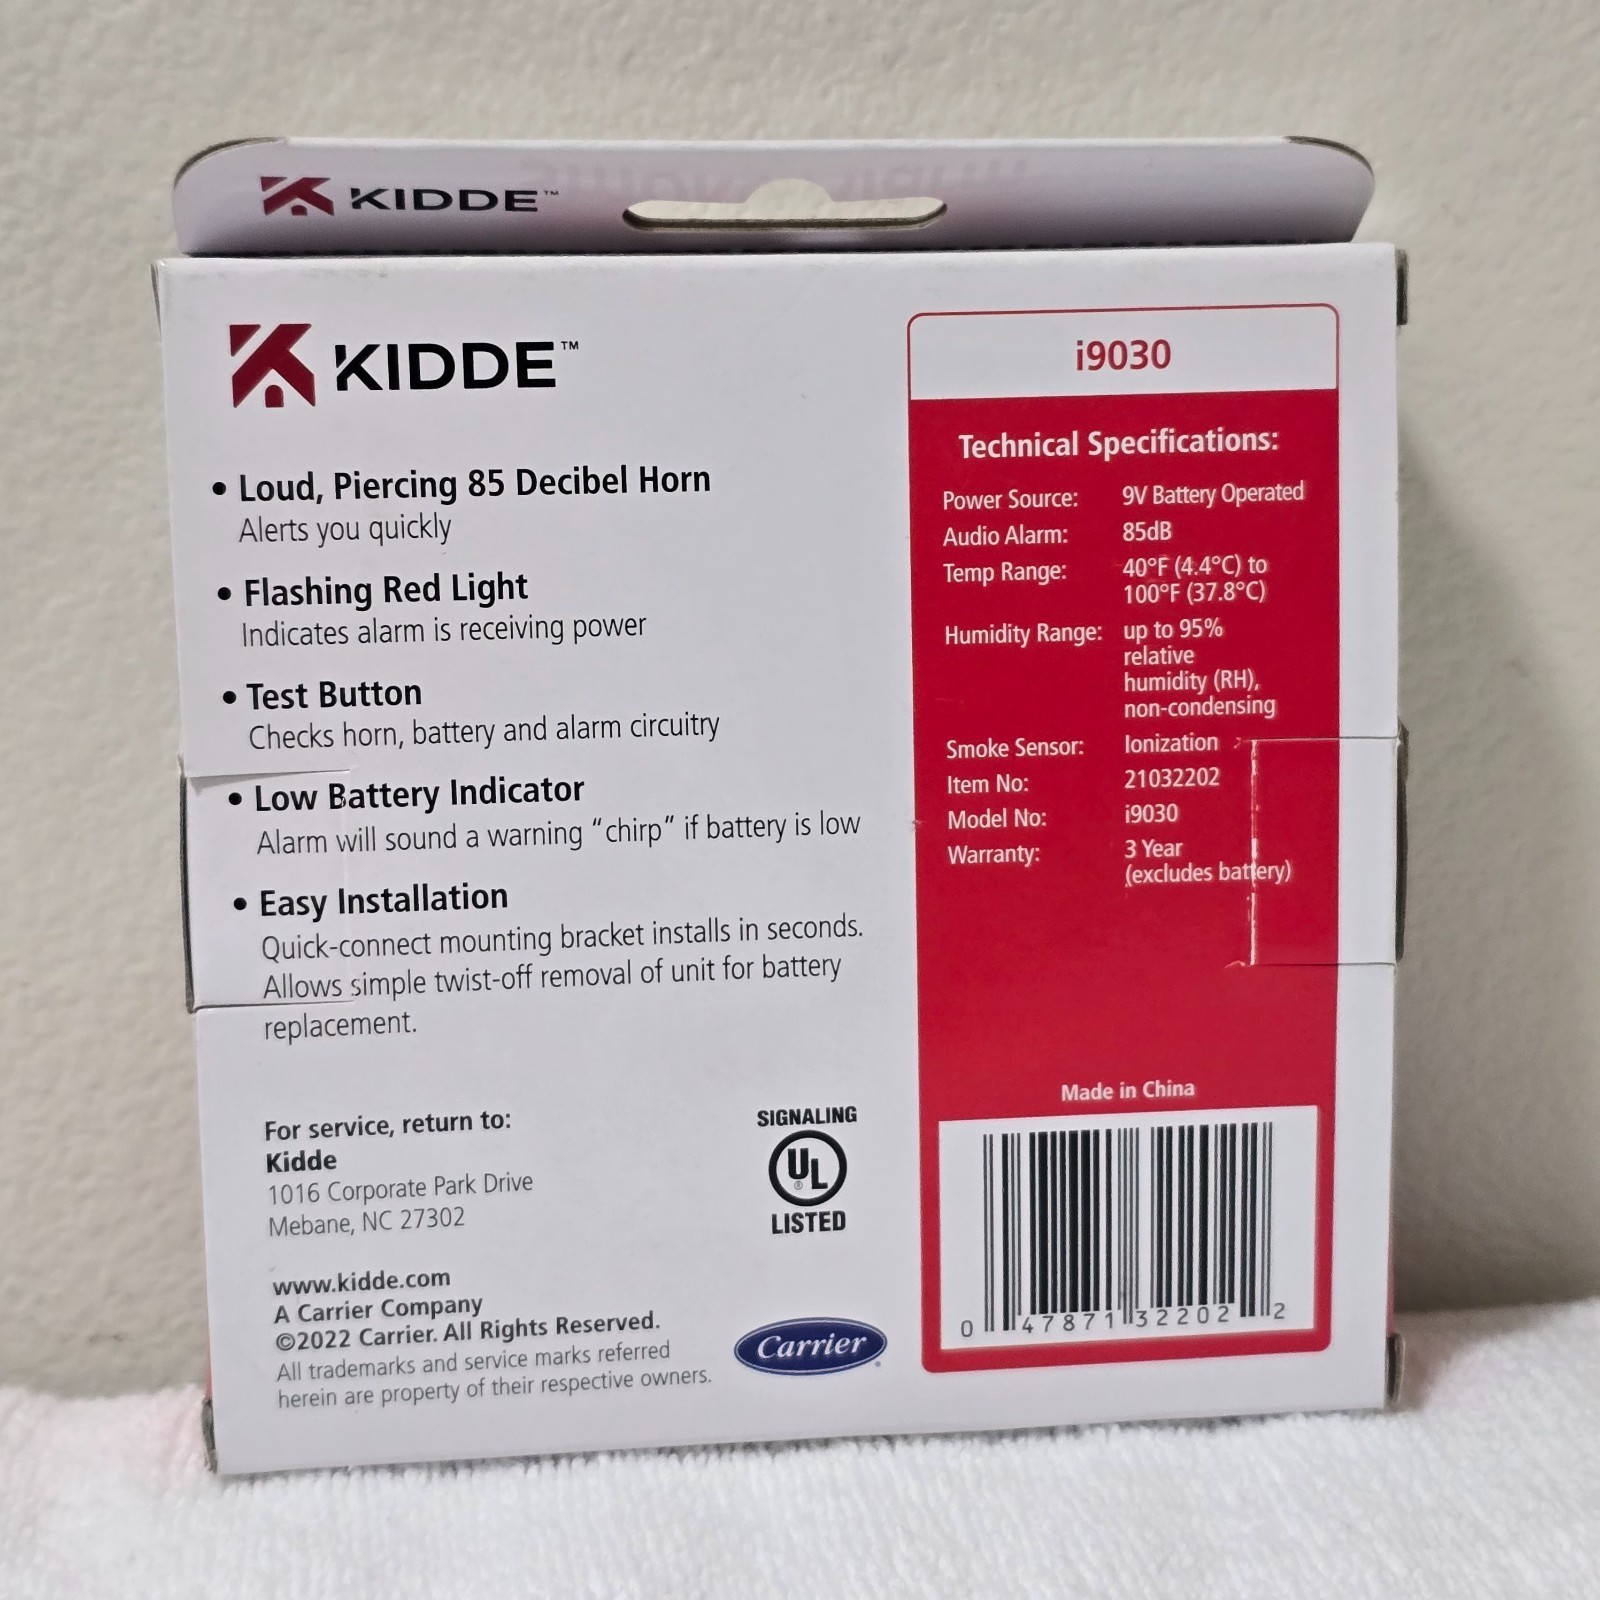 KIDDE™
KIDDE™
• Loud, Piercing 85 Decibel Horn
Alerts you quickly
• Flashing Red Light
Indicates alarm is receiving power
• Test Button
Checks horn, battery and alarm circuitry
• Low Battery Indicator
Alarm will sound a warning “chirp” if battery is low
• Easy Installation
Quick-connect mounting bracket installs in seconds.
Allows simple twist-off removal of unit for battery
replacement.
For service, return to:
Kidde
1016 Corporate Park Drive
Mebane, NC 27302
www.kidde.com
A Carrier Company
©2022 Carrier. All Rights Reserved.
All trademarks and service marks referred
herein are property of their respective owners.
SIGNALING
UL®
LISTED
Carrier
i9030
Technical Specifications:
Power Source: 9V Battery Operated
Audio Alarm: 85dB
Temp Range: 40°F (4.4°C) to
100°F (37.8°C)
Humidity Range: up to 95%
relative
humidity (RH),
non-condensing
Smoke Sensor: Ionization
Item No: 21032202
Model No: i9030
Warranty: 3 Year
(excludes battery)
Made in China
0 47871 32202 2